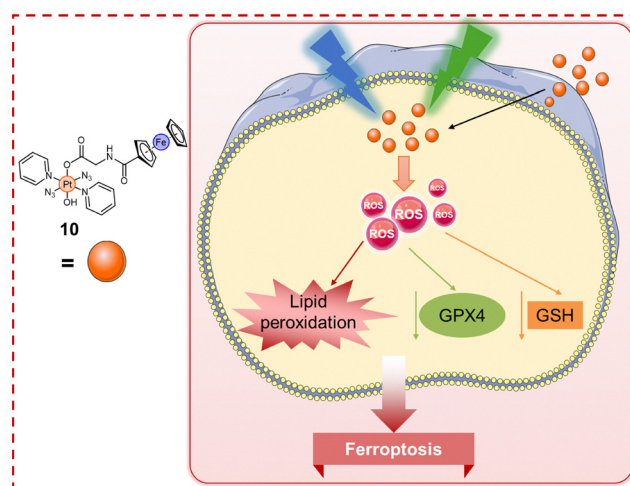 Fe
O
H
N
O
O
N₃
N
Pt
N₃
N
OH
10
=
ROS
ROS
ROS
ROS
ROS
Lipid
peroxidation
GPX4
GSH
Ferroptosis